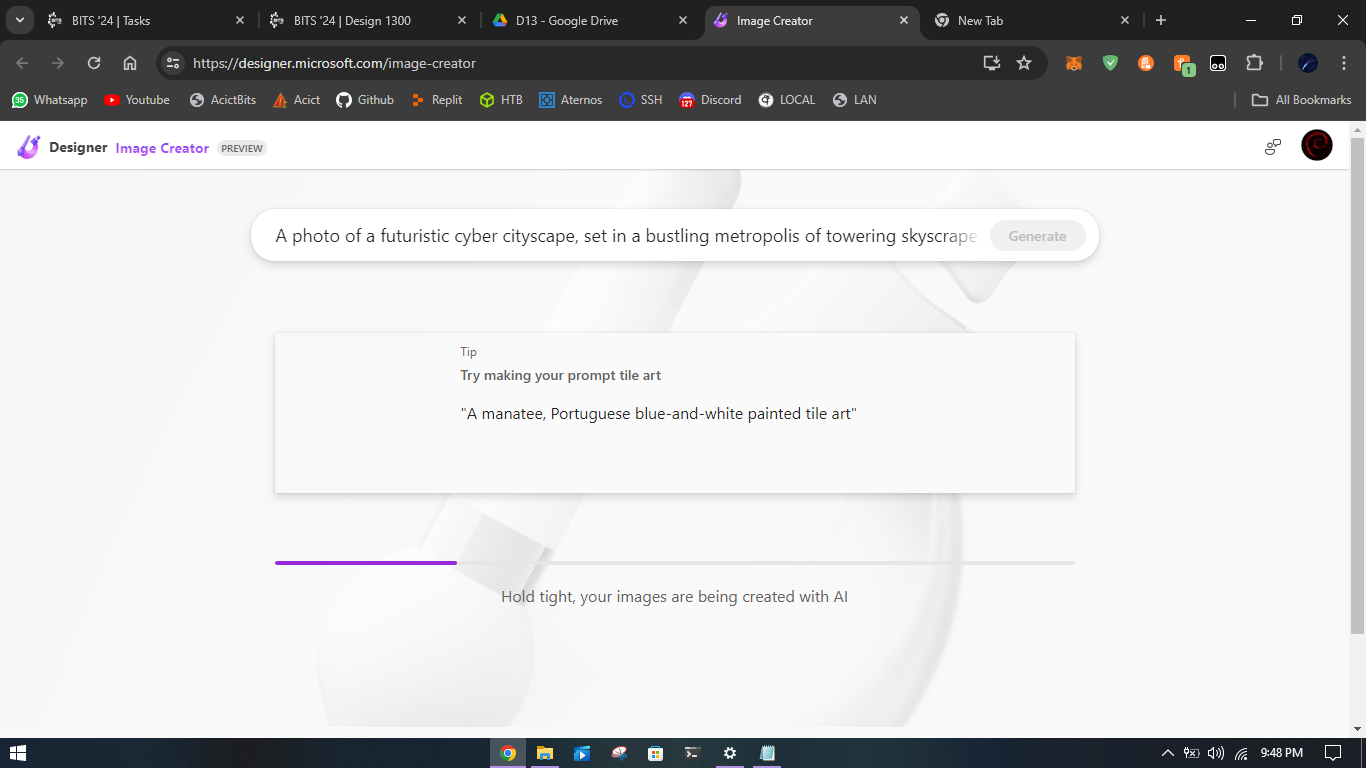 BITS '24 | Tasks
BITS '24 | Design 1300
D13 - Google Drive
Image Creator
New Tab
https://designer.microsoft.com/image-creator
1
35 Whatsapp
Youtube
AcictBits
Acict
Github
Replit
HTB
Aternos
SSH
127 Discord
LOCAL
LAN
All Bookmarks
Designer Image Creator PREVIEW
A photo of a futuristic cyber cityscape, set in a bustling metropolis of towering skyscrape
Generate
Tip
Try making your prompt tile art
"A manatee, Portuguese blue-and-white painted tile art"
Hold tight, your images are being created with AI
9:48 PM